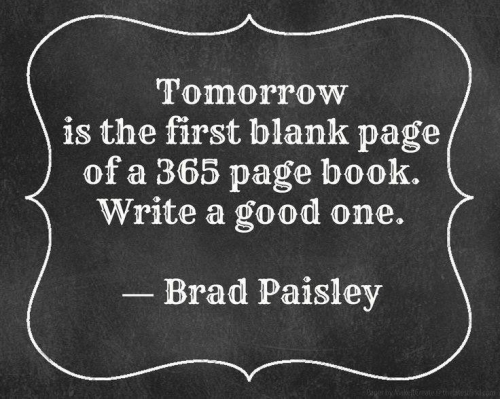 Tomorrow
is the first blank page
of a 365 page book.
Write a good one.
— Brad Paisley